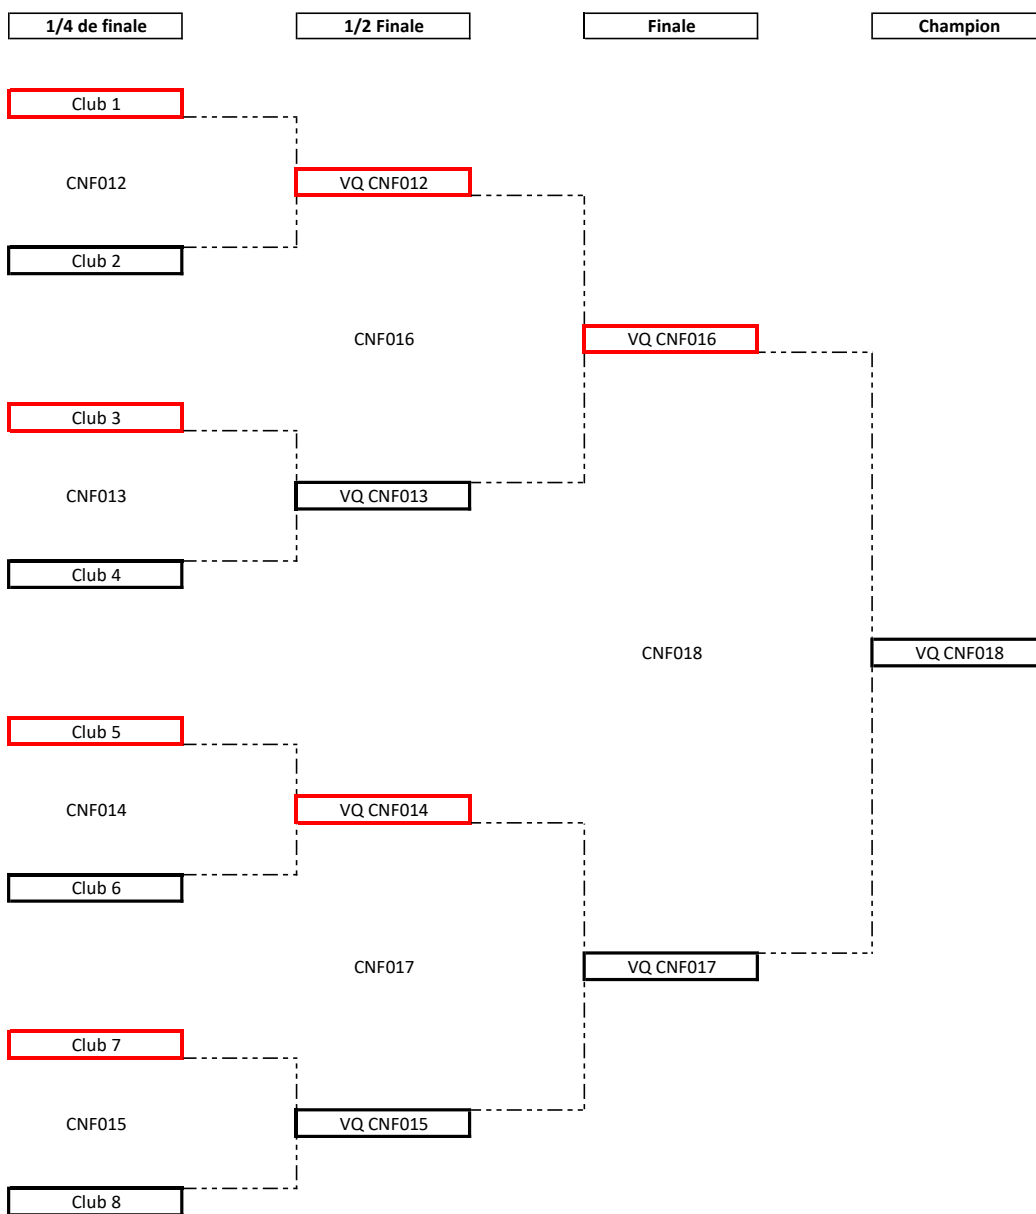 1/4 de finale
1/2 Finale
Finale
Champion
Club 1
CNF012
VQ CNF012
Club 2
CNF016
VQ CNF016
Club 3
CNF013
VQ CNF013
Club 4
CNF018
VQ CNF018
Club 5
CNF014
VQ CNF014
Club 6
CNF017
VQ CNF017
Club 7
CNF015
VQ CNF015
Club 8